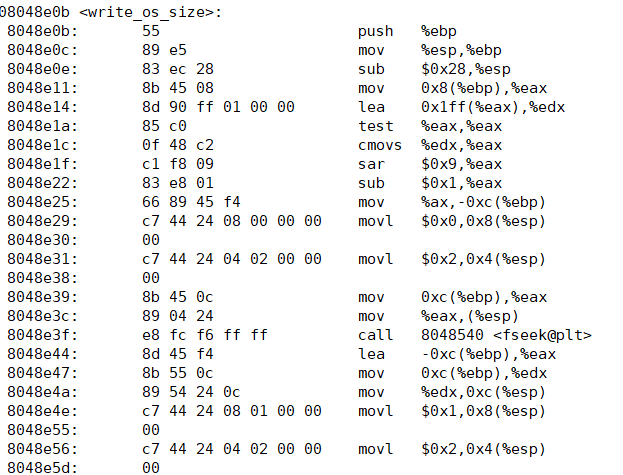 08048e0b <write_os_size>:
 8048e0b:	55	push   %ebp
 8048e0c:	89 e5	mov    %esp,%ebp
 8048e0e:	83 ec 28	sub    $0x28,%esp
 8048e11:	8b 45 08	mov    0x8(%ebp),%eax
 8048e14:	8d 90 ff 01 00 00	lea    0x1ff(%eax),%edx
 8048e1a:	85 c0	test   %eax,%eax
 8048e1c:	0f 48 c2	cmovs  %edx,%eax
 8048e1f:	c1 f8 09	sar    $0x9,%eax
 8048e22:	83 e8 01	sub    $0x1,%eax
 8048e25:	66 89 45 f4	mov    %ax,-0xc(%ebp)
 8048e29:	c7 44 24 08 00 00 00	movl   $0x0,0x8(%esp)
 8048e30:	00
 8048e31:	c7 44 24 04 02 00 00	movl   $0x2,0x4(%esp)
 8048e38:	00
 8048e39:	8b 45 0c	mov    0xc(%ebp),%eax
 8048e3c:	89 04 24	mov    %eax,(%esp)
 8048e3f:	e8 fc f6 ff ff	call   8048540 <fseek@plt>
 8048e44:	8d 45 f4	lea    -0xc(%ebp),%eax
 8048e47:	8b 55 0c	mov    0xc(%ebp),%edx
 8048e4a:	89 54 24 0c	mov    %edx,0xc(%esp)
 8048e4e:	c7 44 24 08 01 00 00	movl   $0x1,0x8(%esp)
 8048e55:	00
 8048e56:	c7 44 24 04 02 00 00	movl   $0x2,0x4(%esp)
 8048e5d:	00